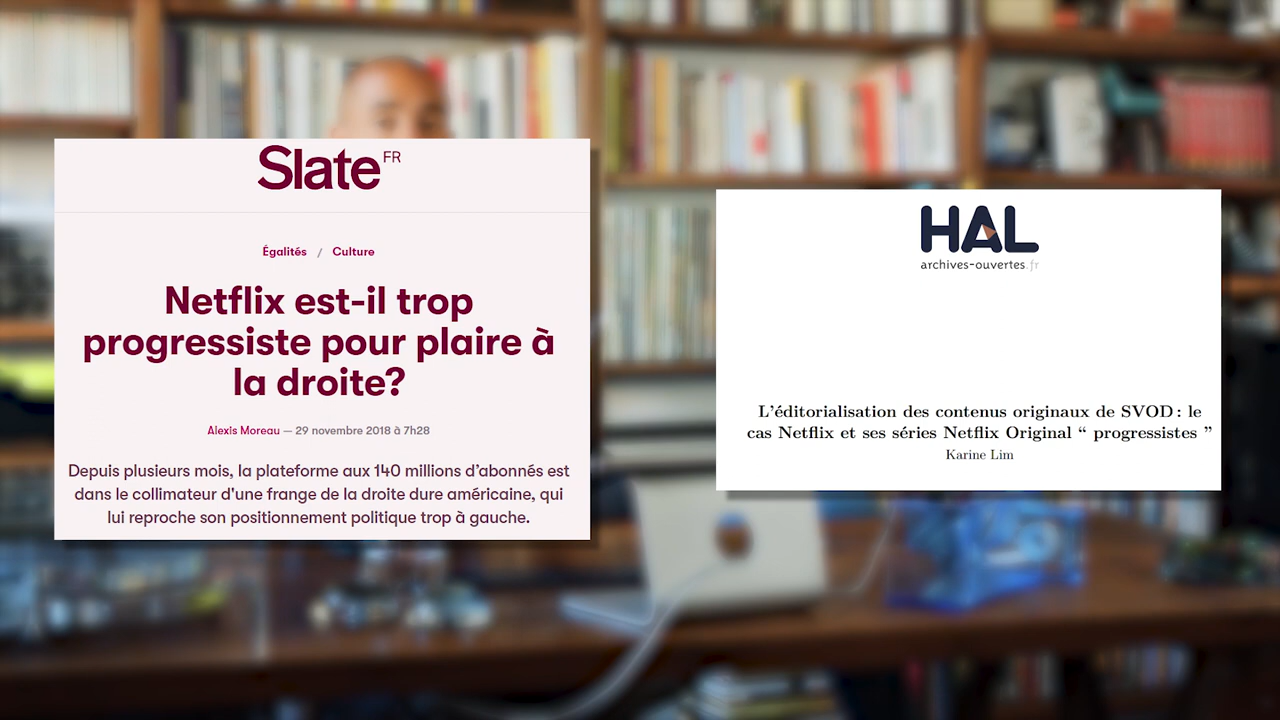 Slate FR
Égalités / Culture
Netflix est-il trop
progressiste pour plaire à
la droite?
Alexis Moreau — 29 novembre 2018 à 7h28
Depuis plusieurs mois, la plateforme aux 140 millions d'abonnés est
dans le collimateur d'une frange de la droite dure américaine, qui
lui reproche son positionnement politique trop à gauche.
HAL
archives-ouvertes.fr
L'éditorialisation des contenus originaux de SVOD : le
cas Netflix et ses séries Netflix Original “ progressistes ”
Karine Lim